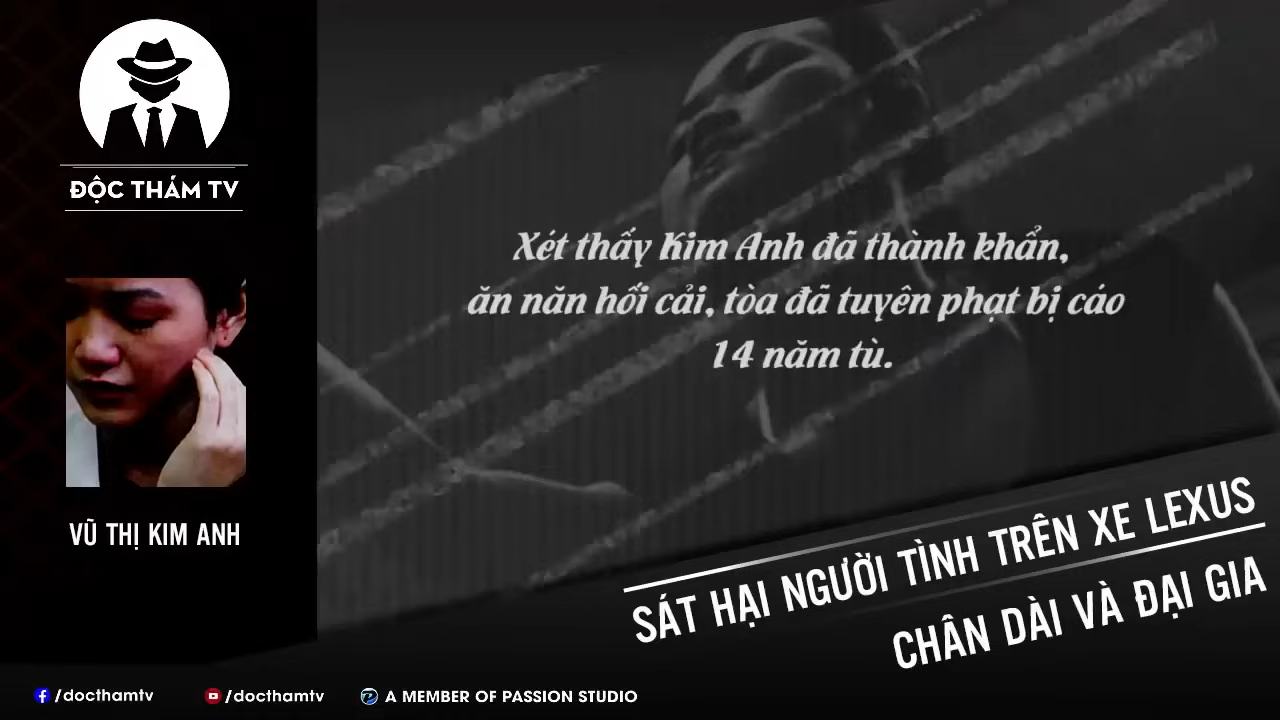 ĐỘC THÁM TV
VŨ THỊ KIM ANH
Xét thấy Kim Anh đã thành khẩn,
ăn năn hối cải, tòa đã tuyên phạt bị cáo
14 năm tù.
SÁT HẠI NGƯỜI TÌNH TRÊN XE LEXUS
CHÂN DÀI VÀ ĐẠI GIA
/docthamtv
/docthamtv
A MEMBER OF PASSION STUDIO